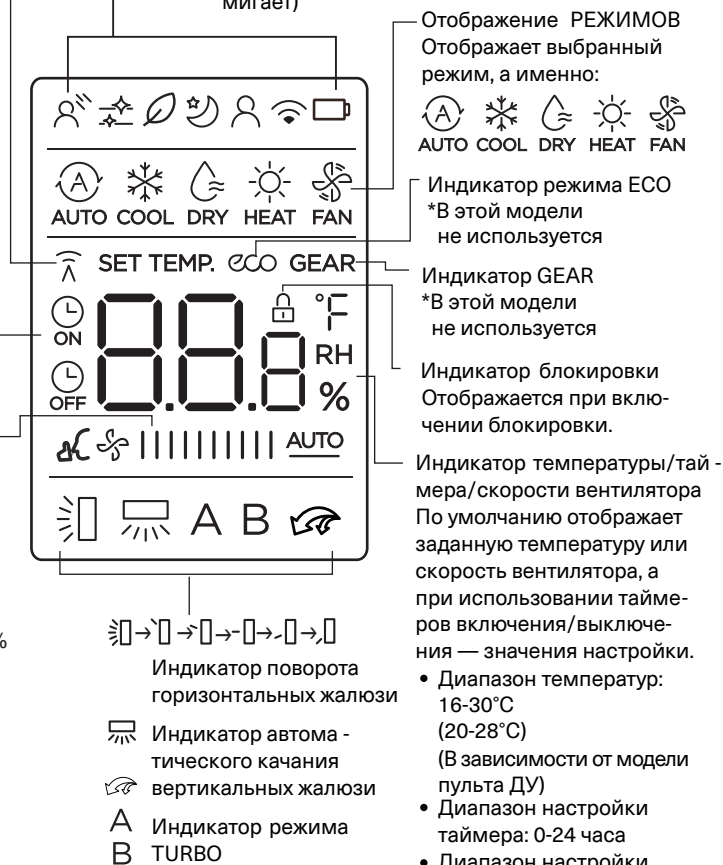 мигает)
Отображение РЕЖИМОВ
Отображает выбранный
режим, а именно:
A
AUTO COOL DRY HEAT FAN
A
AUTO COOL DRY HEAT FAN
Индикатор режима ECO
*В этой модели
не используется
SET TEMP. eco GEAR
Индикатор GEAR
*В этой модели
не используется
ON
88.8
°F
RH
OFF
%
Индикатор блокировки
Отображается при вклю-
чении блокировки.
AUTO
Индикатор температуры/тай -
мера/скорости вентилятора
По умолчанию отображает
заданную температуру или
скорость вентилятора, а
при использовании тайме-
ров включения/выключе-
ния — значения настройки.
• Диапазон температур:
16-30°C
(20-28°C)
(В зависимости от модели
пульта ДУ)
• Диапазон настройки
таймера: 0-24 часа
• Диапазон настройки
A B
%
Индикатор поворота
горизонтальных жалюзи
Индикатор автома -
тического качания
вертикальных жалюзи
A Индикатор режима
B TURBO